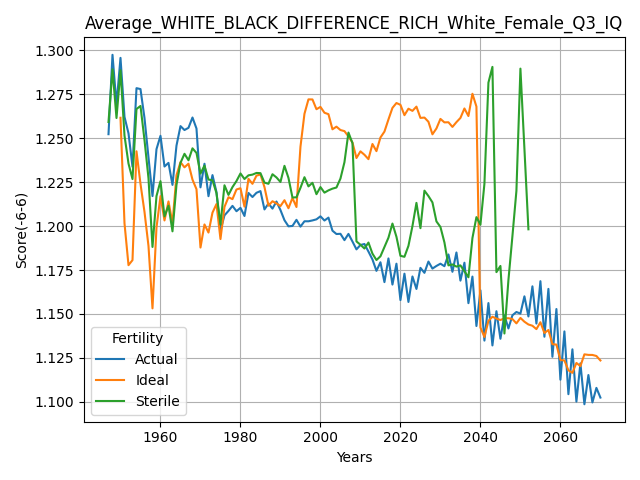 Average_WHITE_BLACK_DIFFERENCE_RICH_White_Female_Q3_IQ
1.300
1.275
1.250
1.225
1.200
1.175
1.150
1.125
1.100
Score(-6-6)
Fertility
Actual
Ideal
Sterile
1960
1980
2000
2020
2040
2060
Years